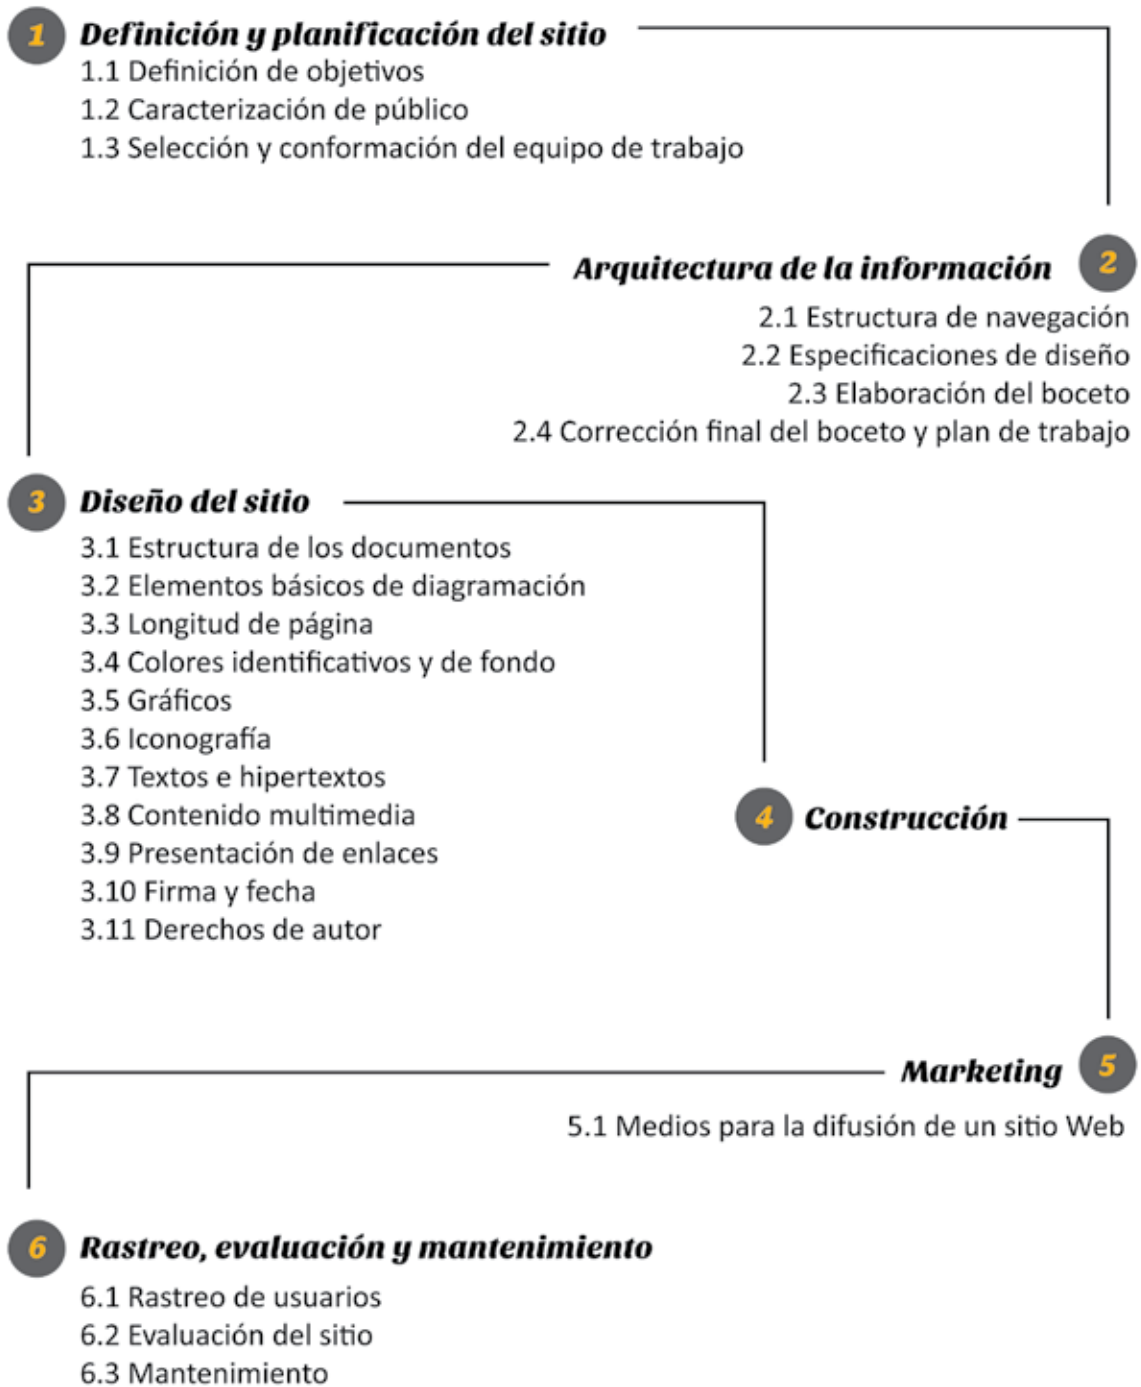 1 Definición y planificación del sitio
1.1 Definición de objetivos
1.2 Caracterización de público
1.3 Selección y conformación del equipo de trabajo
Arquitectura de la información 2
2.1 Estructura de navegación
2.2 Especificaciones de diseño
2.3 Elaboración del boceto
2.4 Corrección final del boceto y plan de trabajo
3 Diseño del sitio
3.1 Estructura de los documentos
3.2 Elementos básicos de diagramación
3.3 Longitud de página
3.4 Colores identificativos y de fondo
3.5 Gráficos
3.6 Iconografía
3.7 Textos e hipertextos
3.8 Contenido multimedia
3.9 Presentación de enlaces
3.10 Firma y fecha
3.11 Derechos de autor
4 Construcción
Marketing 5
5.1 Medios para la difusión de un sitio Web
6 Rastreo, evaluación y mantenimiento
6.1 Rastreo de usuarios
6.2 Evaluación del sitio
6.3 Mantenimiento